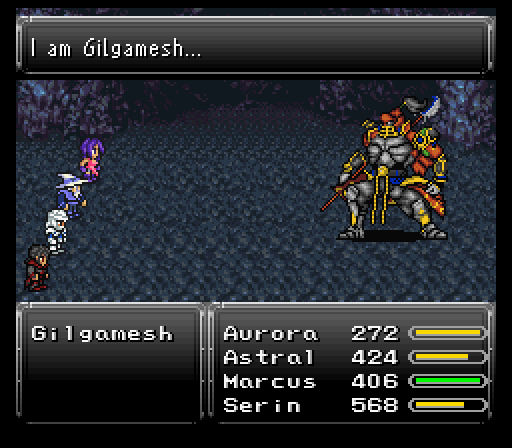 I am Gilgamesh...
Gilgamesh
Aurora 272
Astral 424
Marcus 406
Serin 568